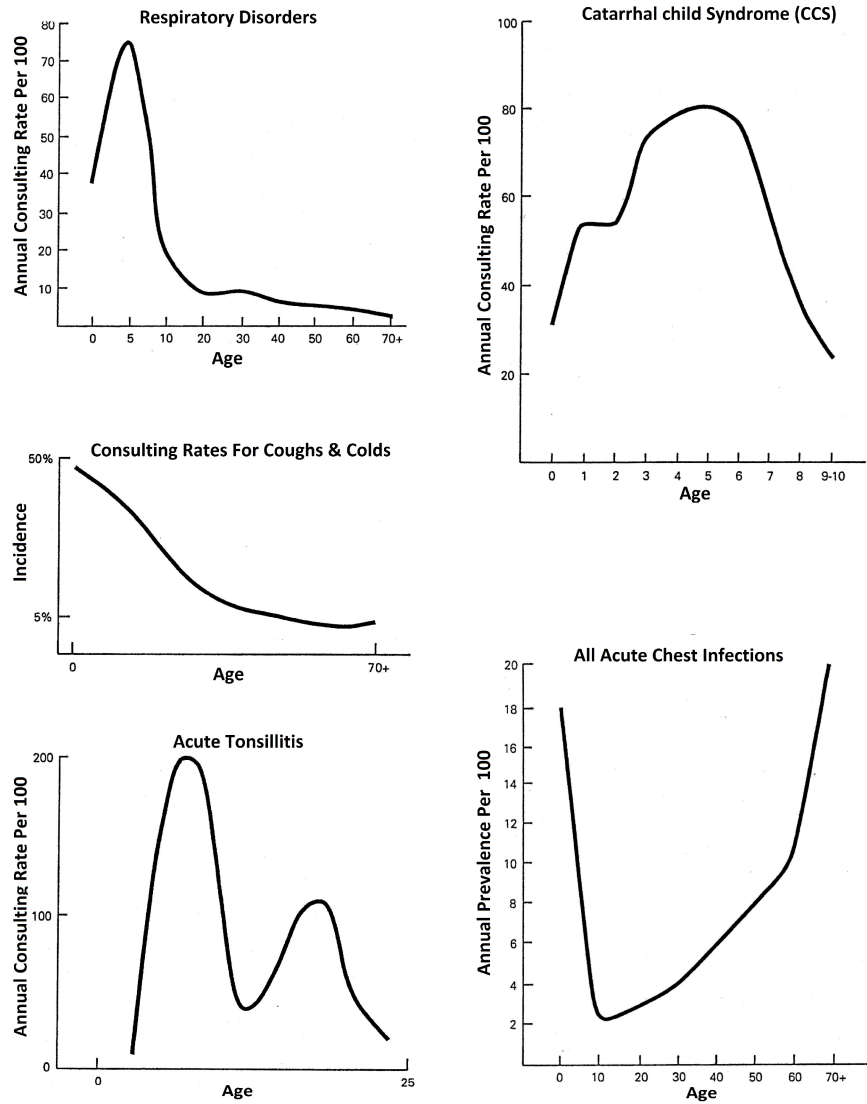 Respiratory Disorders
Annual Consulting Rate Per 100
80
70
60
50
40
30
20
10
0 5 10 20 30 40 50 60 70+
Age
Catarrhal child Syndrome (CCS)
Annual Consulting Rate Per 100
100
80
60
40
20
0 1 2 3 4 5 6 7 8 9-10
Age
Consulting Rates For Coughs & Colds
Incidence
50%
5%
0 70+
Age
Acute Tonsillitis
Annual Consulting Rate Per 100
200
100
0
0 25
Age
All Acute Chest Infections
Annual Prevalence Per 100
20
18
16
14
12
10
8
6
4
2
0 10 20 30 40 50 60 70+
Age